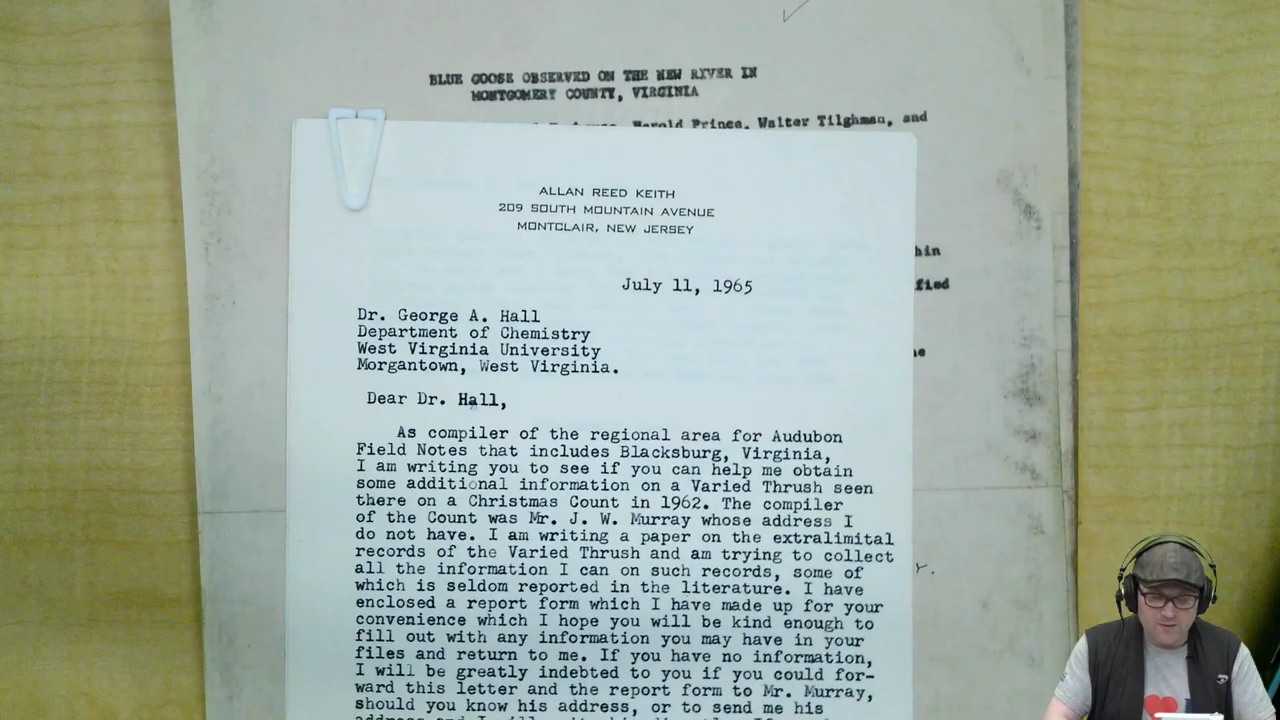 BLUE GOOSE OBSERVED ON THE NEW RIVER IN
MONTGOMERY COUNTY, VIRGINIA
Harold Prince, Walter Tilghman, and
ALLAN REED KEITH
209 SOUTH MOUNTAIN AVENUE
MONTCLAIR, NEW JERSEY
July 11, 1965
Dr. George A. Hall
Department of Chemistry
West Virginia University
Morgantown, West Virginia.
Dear Dr. Hall,
As compiler of the regional area for Audubon
Field Notes that includes Blacksburg, Virginia,
I am writing you to see if you can help me obtain
some additional information on a Varied Thrush seen
there on a Christmas Count in 1962. The compiler
of the Count was Mr. J. W. Murray whose address I
do not have. I am writing a paper on the extralimital
records of the Varied Thrush and am trying to collect
all the information I can on such records, some of
which is seldom reported in the literature. I have
enclosed a report form which I have made up for your
convenience which I hope you will be kind enough to
fill out with any information you may have in your
files and return to me. If you have no information,
I will be greatly indebted to you if you could for-
ward this letter and the report form to Mr. Murray,
should you know his address, or to send me his